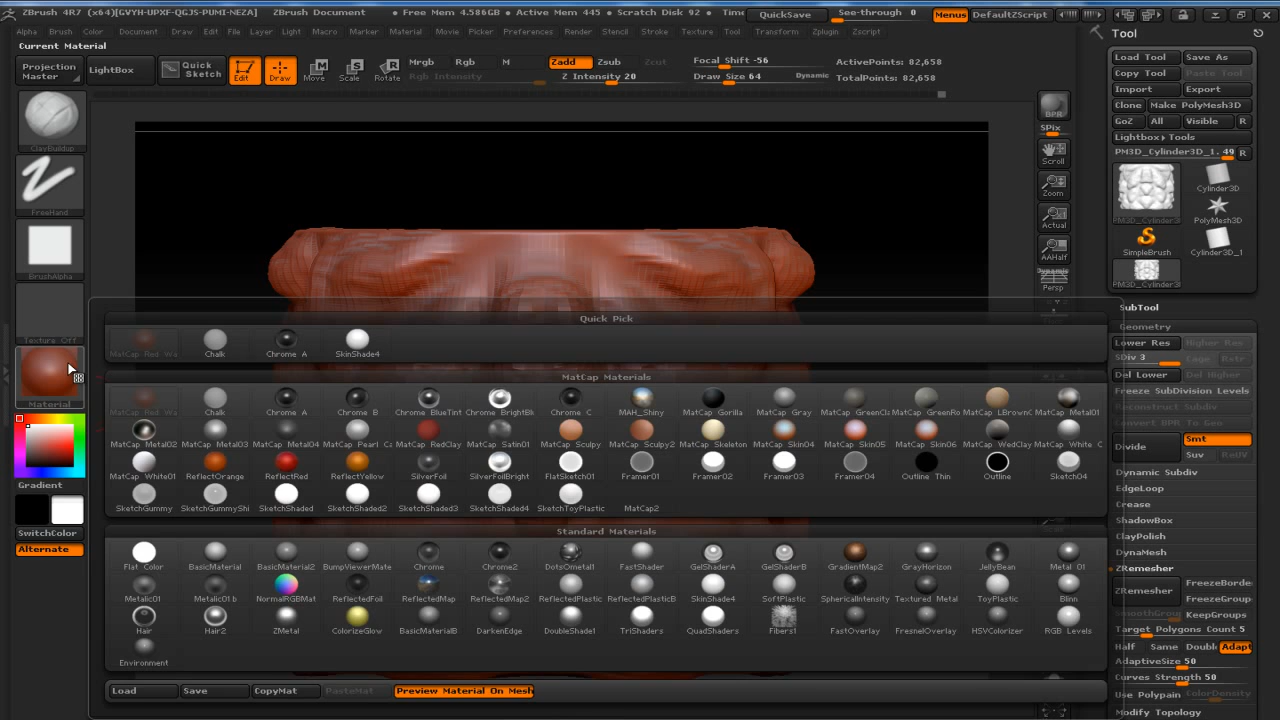 ZBrush 4R7 (x64)[GVYH-UPXF-QGJS-PUMI-NEZA] ZBrush Document • Free Mem 4.586GB • Active Mem 445 • Scratch Disk 92 • QuickSave See-through 0 Menus DefaultZScript
Alpha Brush Color Document Draw Edit File Layer Light Macro Marker Material Movie Picker Preferences Render Stencil Stroke Texture Tool Transform Zplugin Zscript
Current Material
Projection Master
LightBox
Quick Sketch
Edit Draw Move Scale Rotate
Mrgb Rgb M
Rgb Intensity
Zadd Zsub Zcut
Z Intensity 20
Focal Shift -56
Draw Size 64 Dynamic
ActivePoints: 82,658
TotalPoints: 82,658
ClayBuildup
FreeHand
BrushAlpha
Texture Off
Material
Gradient
SwitchColor
Alternate
Quick Pick
Chalk Chrome A SkinShade4
MatCap Materials
Chalk Chrome A Chrome B Chrome BlueTint Chrome C MAH_Shiny MatCap Gorilla MatCap Gray MatCap Metal01
MatCap Metal02 MatCap Metal03 MatCap Metal04 MatCap RedClay MatCap Satin01 MatCap Sculpy MatCap Sculpy2 MatCap Skeleton MatCap Skin04 MatCap Skin05 MatCap Skin06 MatCap WedClay MatCap White C
MatCap White01 ReflectOrange ReflectRed ReflectYellow SilverFoil SilverFoilBright FlatSketch01 Framer01 Framer02 Framer03 Framer04 Outline Thin Outline Sketch04
SketchGummy SketchGummyShi SketchShaded SketchShaded2 SketchShaded3 SketchShaded4 SketchToyPlastic MatCap2
Standard Materials
Flat Color BasicMaterial BasicMaterial2 BumpViewerMate Chrome Chrome2 DotsOmetal1 FastShader GelShaderA GelShaderB GradientMap2 GrayHorizon JellyBean Metal 01
Metalic01 Metalic01 b NormalRGBMat ReflectedFoil ReflectedMap ReflectedMap2 ReflectedPlastic ReflectedPlasticB SkinShade4 SoftPlastic SphericalIntensity Textured Metal ToyPlastic Blinn
Hair Hair2 ZMetal ColorizeGlow BasicMaterialB DarkenEdge DoubleShade1 TriShaders QuadShaders Fibers1 FastOverlay FresnelOverlay HSVColorizer RGB Levels
Environment
Load Save CopyMat PasteMat Preview Material On Mesh
BPR
SPix
Scroll
Zoom
Actual
AAHalf
Dynamic
Persp
Tool
Load Tool Save As
Copy Tool Paste Tool
Import Export
Clone Make PolyMesh3D
GoZ All Visible R
Lightbox▸Tools
PM3D_Cylinder3D_1. 49 R
Cylinder3D
PolyMesh3D
SimpleBrush Cylinder3D_1
SubTool
Geometry
Lower Res Higher Res
SDiv 3 Cage Rstr
Del Lower Del Higher
Freeze SubDivision Levels
Reconstruct Subdiv
Convert BPR To Geo
Divide Smt
Suv ReUV
Dynamic Subdiv
EdgeLoop
Crease
ShadowBox
ClayPolish
DynaMesh
ZRemesher
ZRemesher FreezeBorde
FreezeGroup
KeepGroups
Target Polygons Count 5
Half Same Double Adapt
AdaptiveSize 50
Curves Strength 50
Use Polypaint ColorDensity
Modify Topology